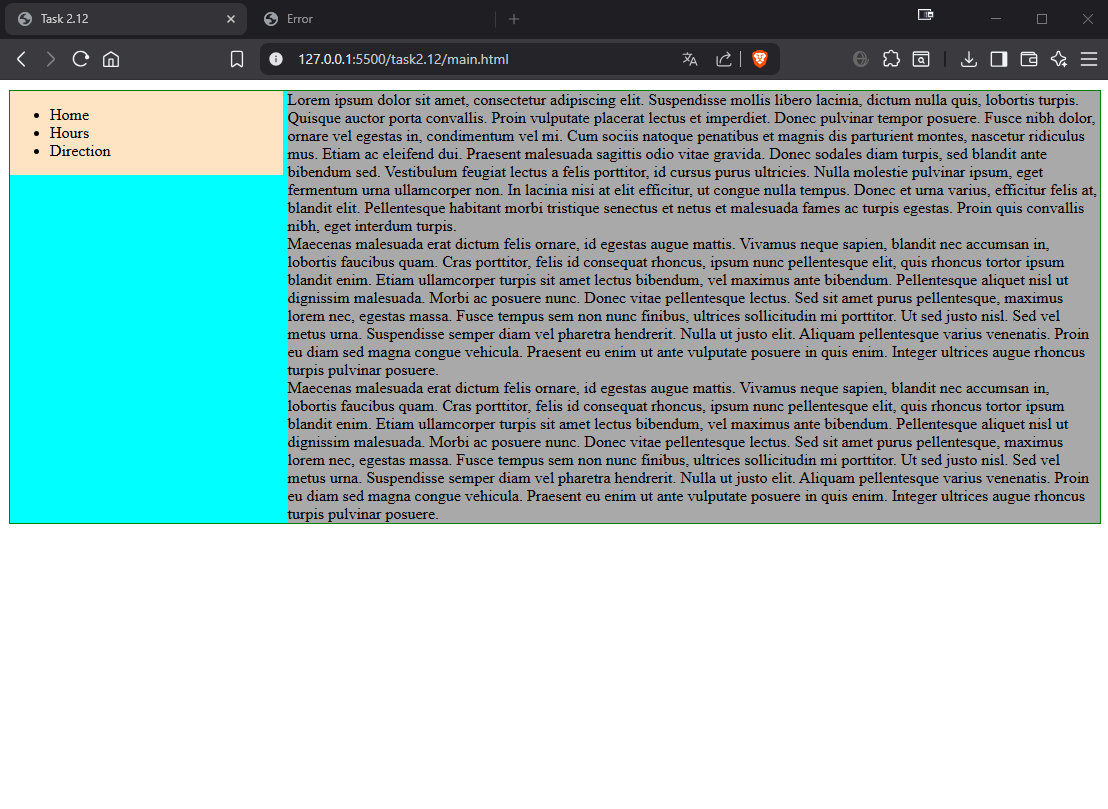 Task 2.12
Error
127.0.0.1:5500/task2.12/main.html
Home
Hours
Direction
Lorem ipsum dolor sit amet, consectetur adipiscing elit. Suspendisse mollis libero lacinia, dictum nulla quis, lobortis turpis.
Quisque auctor porta convallis. Proin vulputate placerat lectus et imperdiet. Donec pulvinar tempor posuere. Fusce nibh dolor,
ornare vel egestas in, condimentum vel mi. Cum sociis natoque penatibus et magnis dis parturient montes, nascetur ridiculus
mus. Etiam ac eleifend dui. Praesent malesuada sagittis odio vitae gravida. Donec sodales diam turpis, sed blandit ante
bibendum sed. Vestibulum feugiat lectus a felis porttitor, id cursus purus ultricies. Nulla molestie pulvinar ipsum, eget
fermentum urna ullamcorper non. In lacinia nisi at elit efficitur, ut congue nulla tempus. Donec et urna varius, efficitur felis at,
blandit elit. Pellentesque habitant morbi tristique senectus et netus et malesuada fames ac turpis egestas. Proin quis convallis
nibh, eget interdum turpis.
Maecenas malesuada erat dictum felis ornare, id egestas augue mattis. Vivamus neque sapien, blandit nec accumsan in,
lobortis faucibus quam. Cras porttitor, felis id consequat rhoncus, ipsum nunc pellentesque elit, quis rhoncus tortor ipsum
blandit enim. Etiam ullamcorper turpis sit amet lectus bibendum, vel maximus ante bibendum. Pellentesque aliquet nisl ut
dignissim malesuada. Morbi ac posuere nunc. Donec vitae pellentesque lectus. Sed sit amet purus pellentesque, maximus
lorem nec, egestas massa. Fusce tempus sem non nunc finibus, ultrices sollicitudin mi porttitor. Ut sed justo nisl. Sed vel
metus urna. Suspendisse semper diam vel pharetra hendrerit. Nulla ut justo elit. Aliquam pellentesque varius venenatis. Proin
eu diam sed magna congue vehicula. Praesent eu enim ut ante vulputate posuere in quis enim. Integer ultrices augue rhoncus
turpis pulvinar posuere.
Maecenas malesuada erat dictum felis ornare, id egestas augue mattis. Vivamus neque sapien, blandit nec accumsan in,
lobortis faucibus quam. Cras porttitor, felis id consequat rhoncus, ipsum nunc pellentesque elit, quis rhoncus tortor ipsum
blandit enim. Etiam ullamcorper turpis sit amet lectus bibendum, vel maximus ante bibendum. Pellentesque aliquet nisl ut
dignissim malesuada. Morbi ac posuere nunc. Donec vitae pellentesque lectus. Sed sit amet purus pellentesque, maximus
lorem nec, egestas massa. Fusce tempus sem non nunc finibus, ultrices sollicitudin mi porttitor. Ut sed justo nisl. Sed vel
metus urna. Suspendisse semper diam vel pharetra hendrerit. Nulla ut justo elit. Aliquam pellentesque varius venenatis. Proin
eu diam sed magna congue vehicula. Praesent eu enim ut ante vulputate posuere in quis enim. Integer ultrices augue rhoncus
turpis pulvinar posuere.